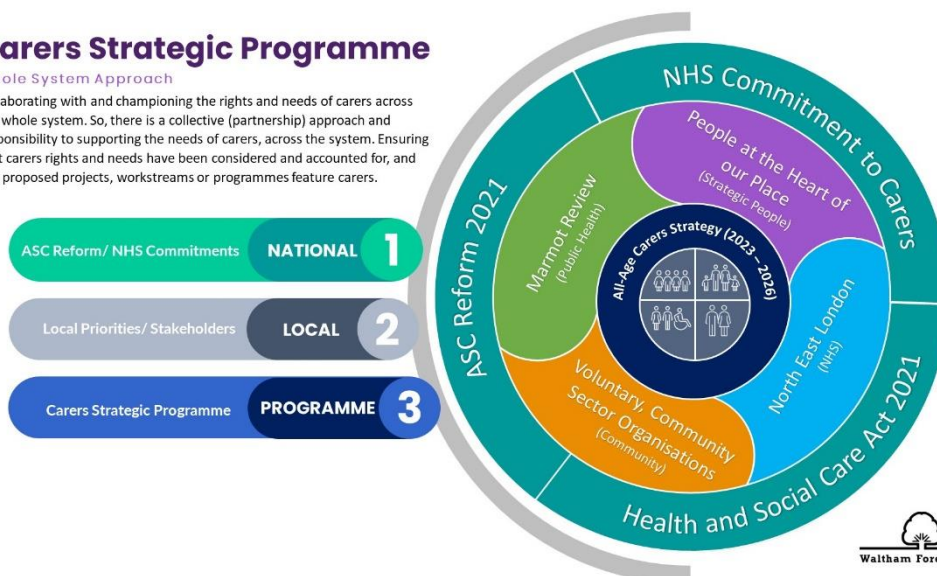 arers Strategic Programme
ole System Approach
aborating with and championing the rights and needs of carers across
whole system. So, there is a collective (partnership) approach and
ponsibility to supporting the needs of carers, across the system. Ensuring
t carers rights and needs have been considered and accounted for, and
proposed projects, workstreams or programmes feature carers.
ASC Reform/ NHS Commitments NATIONAL 1
Local Priorities/ Stakeholders LOCAL 2
Carers Strategic Programme PROGRAMME 3
ASC Reform 2021
NHS Commitment to Carers
Health and Social Care Act 2021
Marmot Review
(Public Health)
People at the Heart of
our Place
(Strategic People)
North East London
(NHS)
Voluntary, Community
Sector Organisations
(Community)
All-Age Carers Strategy (2023 – 2026)
Waltham Fore